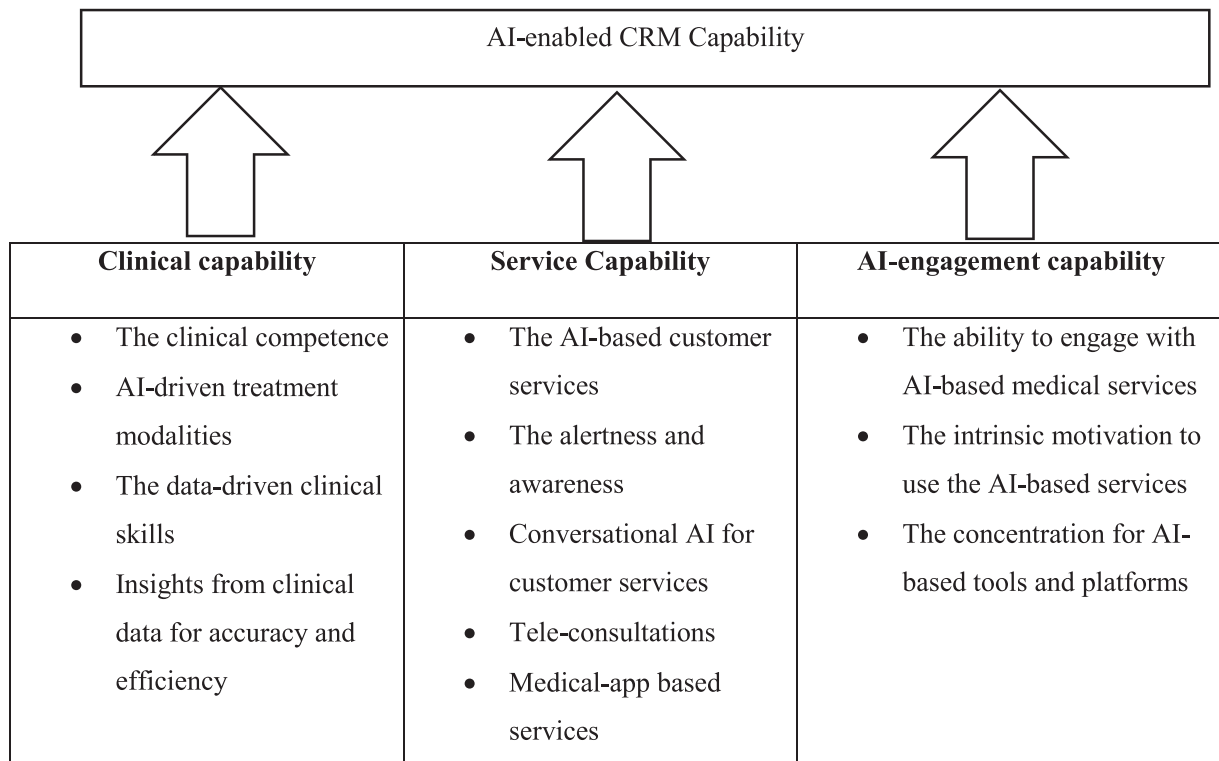 AI-enabled CRM Capability
Clinical capability
• The clinical competence
• AI-driven treatment
modalities
• The data-driven clinical
skills
• Insights from clinical
data for accuracy and
efficiency
Service Capability
• The AI-based customer
services
• The alertness and
awareness
• Conversational AI for
customer services
• Tele-consultations
• Medical-app based
services
AI-engagement capability
• The ability to engage with
AI-based medical services
• The intrinsic motivation to
use the AI-based services
• The concentration for AI-
based tools and platforms